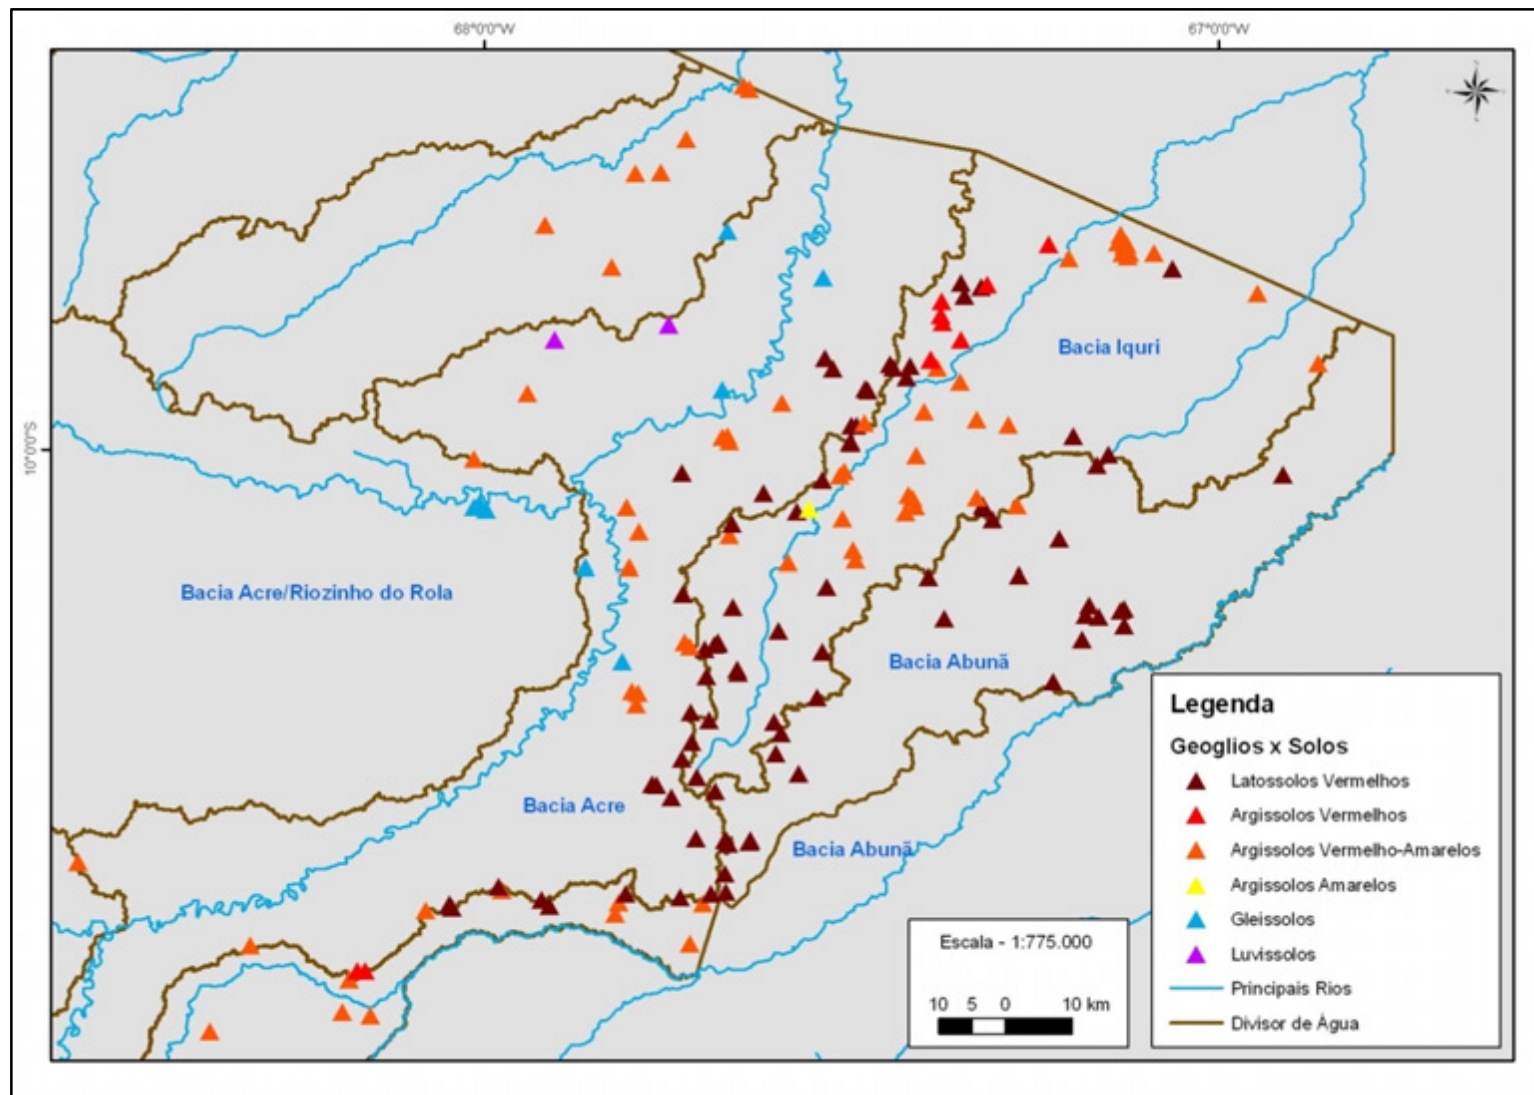 68°0'0"W
67°0'0"W
10°0'0"S
Bacia Iquri
Bacia Acre/Riozinho do Rola
Bacia Abunã
Bacia Acre
Bacia Abunã
Legenda
Geoglios x Solos
Latossolos Vermelhos
Argissolos Vermelhos
Argissolos Vermelho-Amarelos
Argissolos Amarelos
Gleissolos
Luvissolos
Principais Rios
Divisor de Água
Escala - 1:775.000
10 5 0 10 km